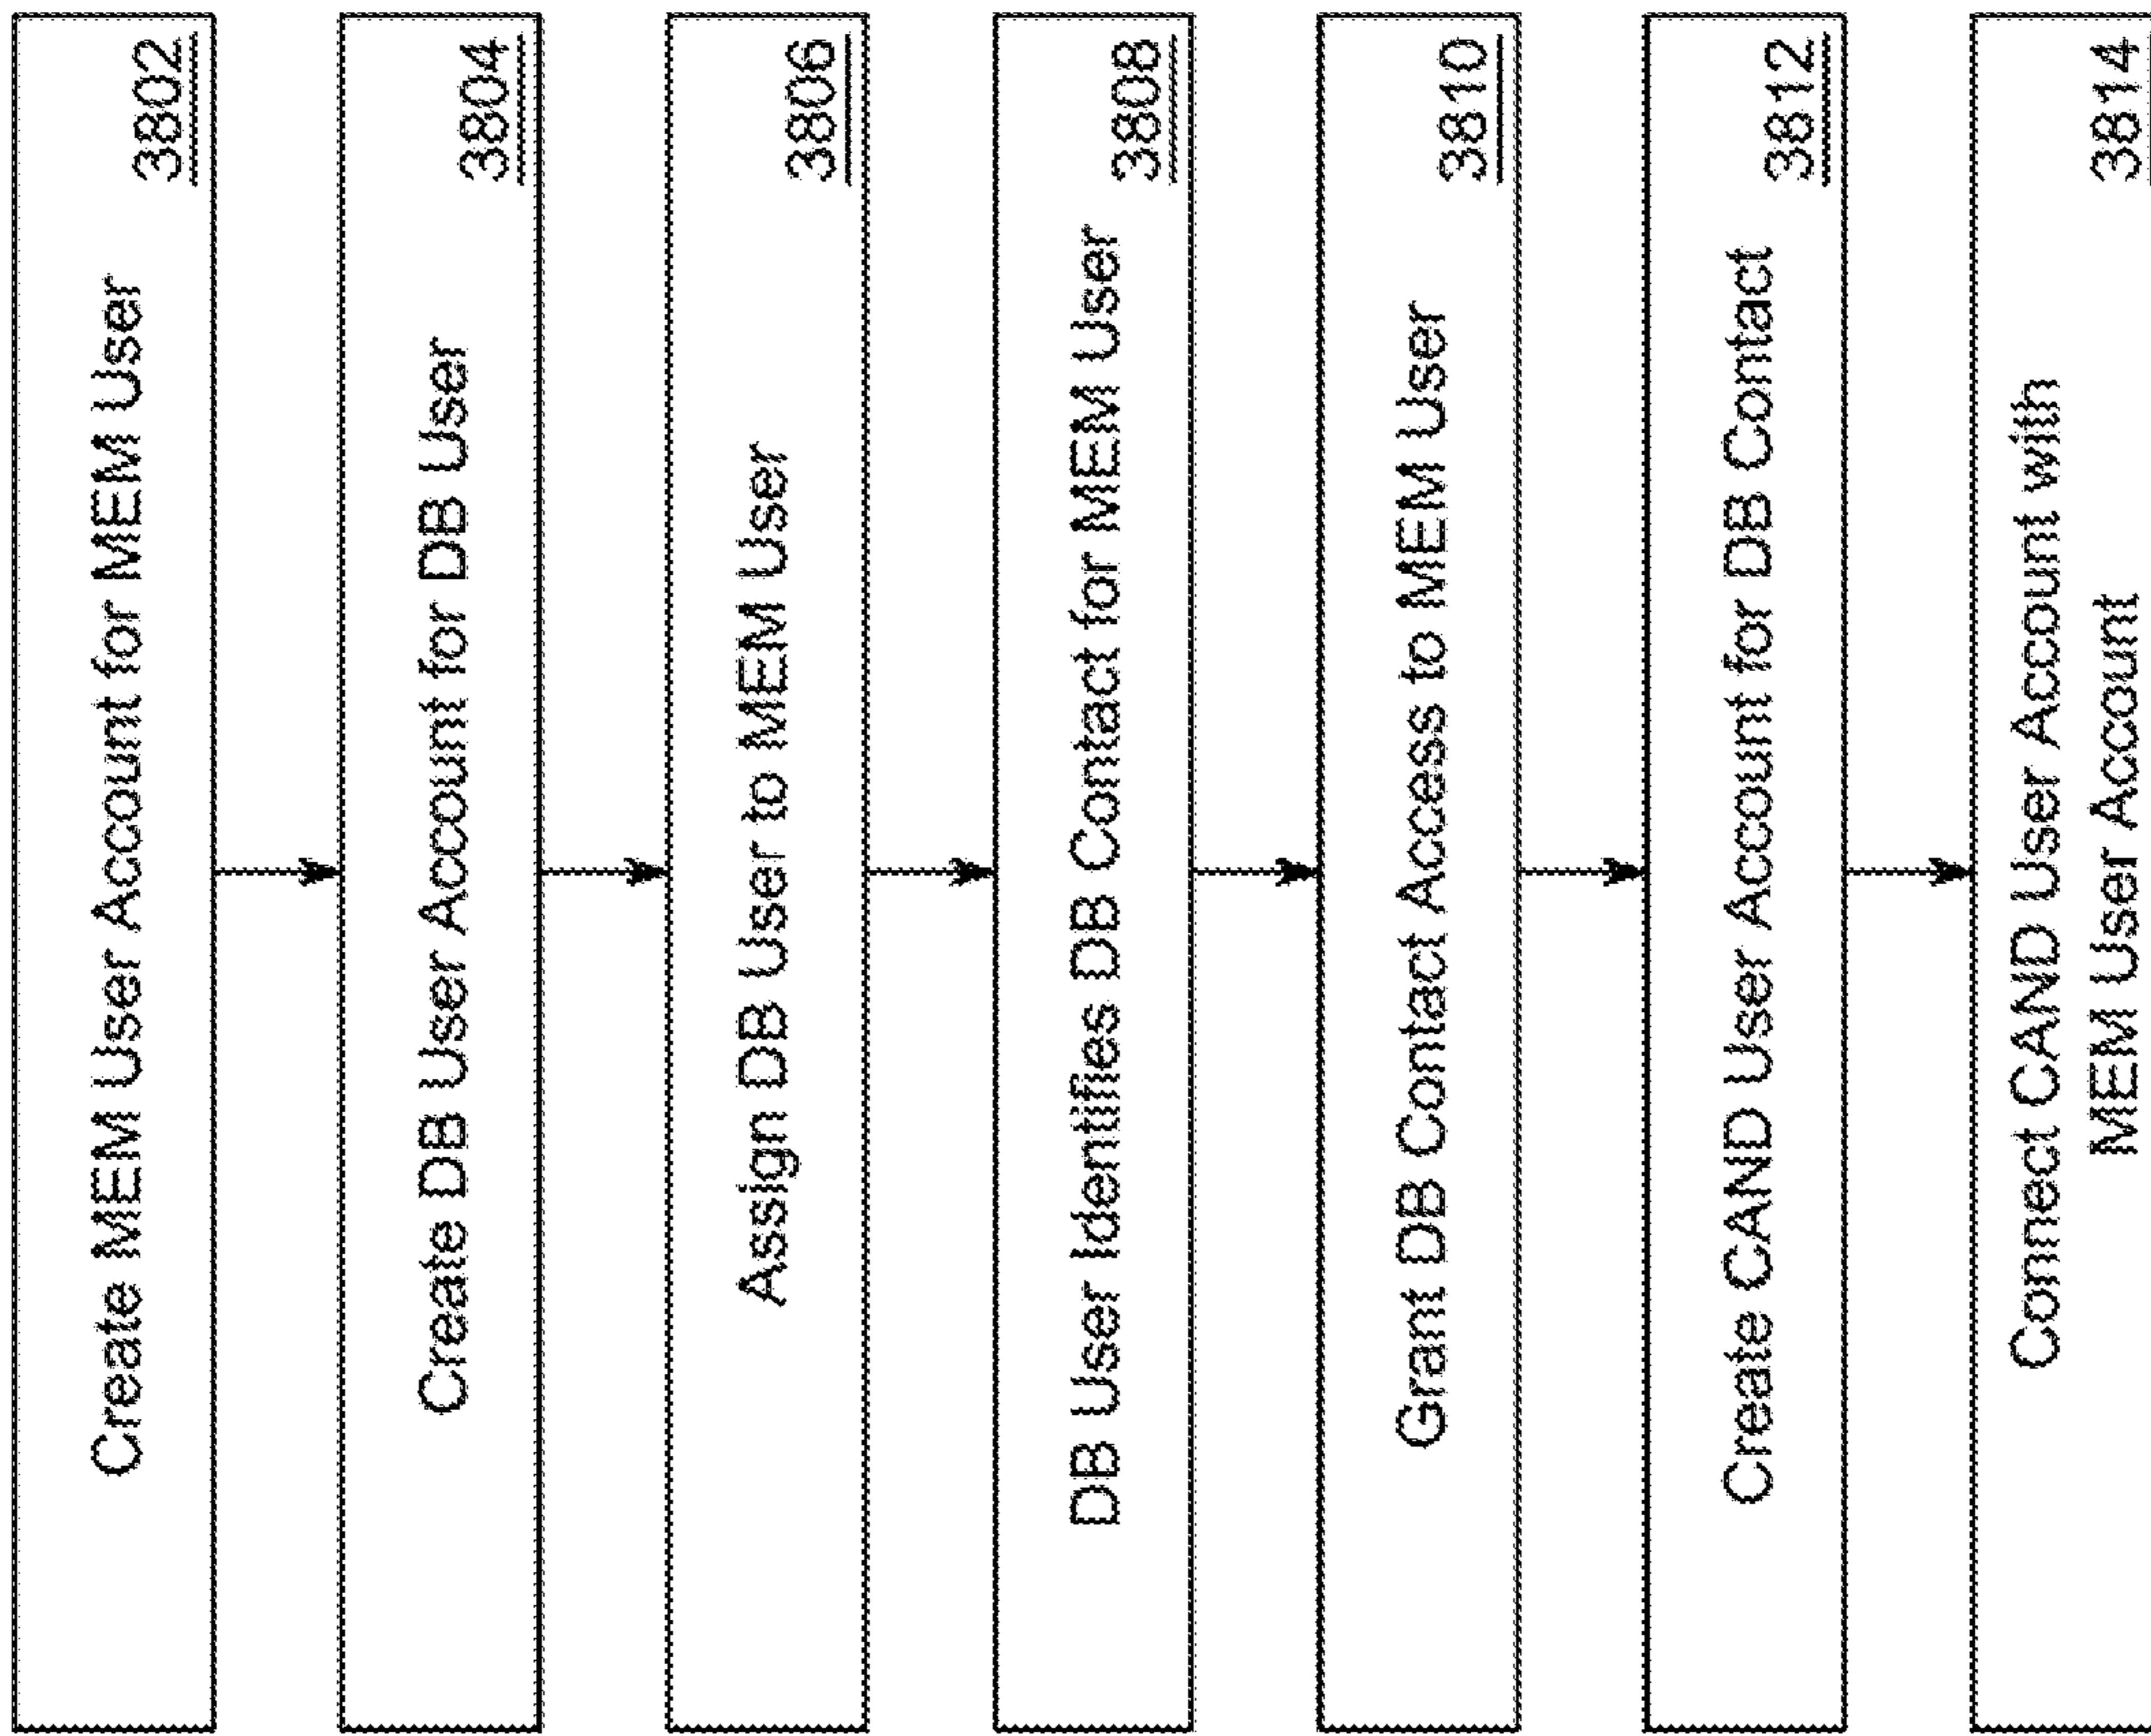 Create MEM User Account for MEM User
3802
Create DB User Account for DB User
3804
Assign DB User to MEM User
3806
DB User Identifies DB Contact for MEM User
3808
Grant DB Contact Access to MEM User
3810
Create CAND User Account for DB Contact
3812
Connect CAND User Account with
MEM User Account
3814